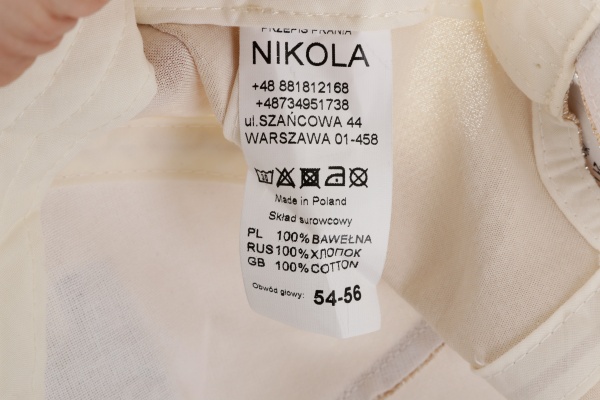 PRZEPIS PRANIA
NIKOLA
+48 881812168
+48734951738
ul.SZAŃCOWA 44
WARSZAWA 01-458
Made in Poland
Skład surowcowy
PL 100% BAWEŁNA
RUS 100% ХЛОПОК
GB 100% COTTON
Obwód głowy: 54-56